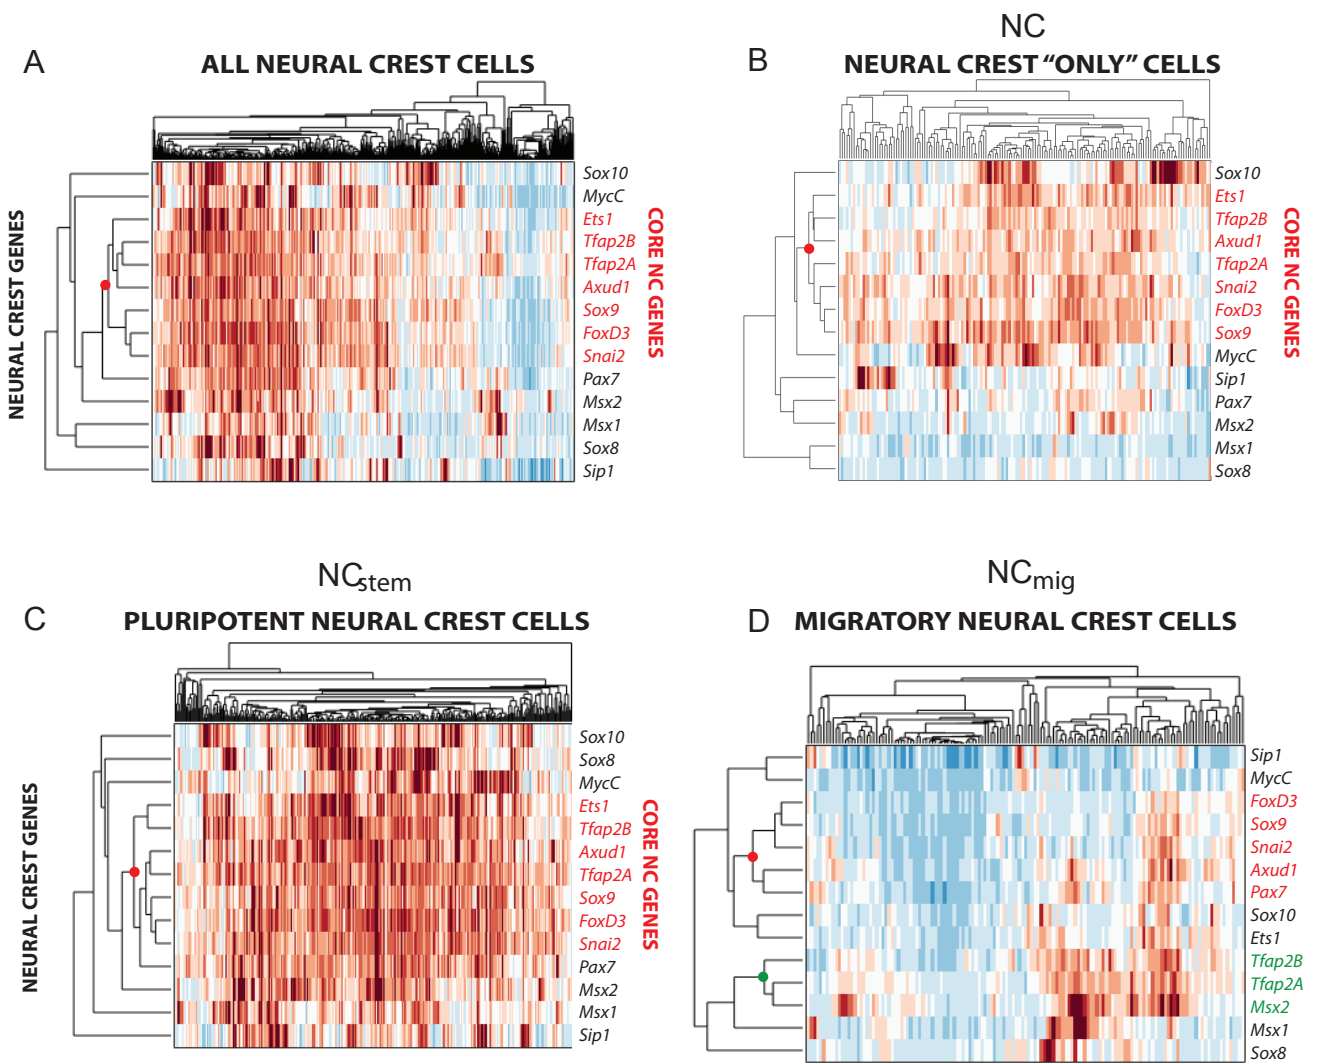 A
ALL NEURAL CREST CELLS
NEURAL CREST GENES
Sox10
MycC
Ets1
Tfap2B
Tfap2A
Axud1
Sox9
FoxD3
Snai2
Pax7
Msx2
Msx1
Sox8
Sip1
CORE NC GENES
NC
B
NEURAL CREST “ONLY” CELLS
Sox10
Ets1
Tfap2B
Axud1
Tfap2A
Snai2
FoxD3
Sox9
MycC
Sip1
Pax7
Msx2
Msx1
Sox8
CORE NC GENES
NCstem
C
PLURIPOTENT NEURAL CREST CELLS
NEURAL CREST GENES
Sox10
Sox8
MycC
Ets1
Tfap2B
Axud1
Tfap2A
Sox9
FoxD3
Snai2
Pax7
Msx2
Msx1
Sip1
CORE NC GENES
NCmig
D
MIGRATORY NEURAL CREST CELLS
Sip1
MycC
FoxD3
Sox9
Snai2
Axud1
Pax7
Sox10
Ets1
Tfap2B
Tfap2A
Msx2
Msx1
Sox8